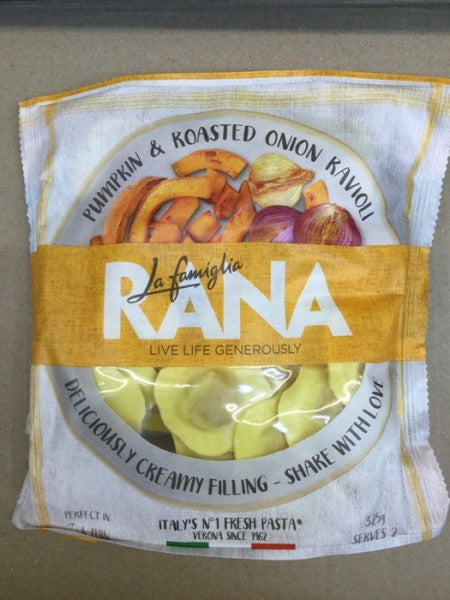 PUMPKIN & ROASTED ONION RAVIOLI
La famiglia
RANA
LIVE LIFE GENEROUSLY
DELICIOUSLY CREAMY FILLING - SHARE WITH LOVE
PERFECT IN
ITALY'S Nº1 FRESH PASTA*
VERONA SINCE 1962
325g
SERVES 2